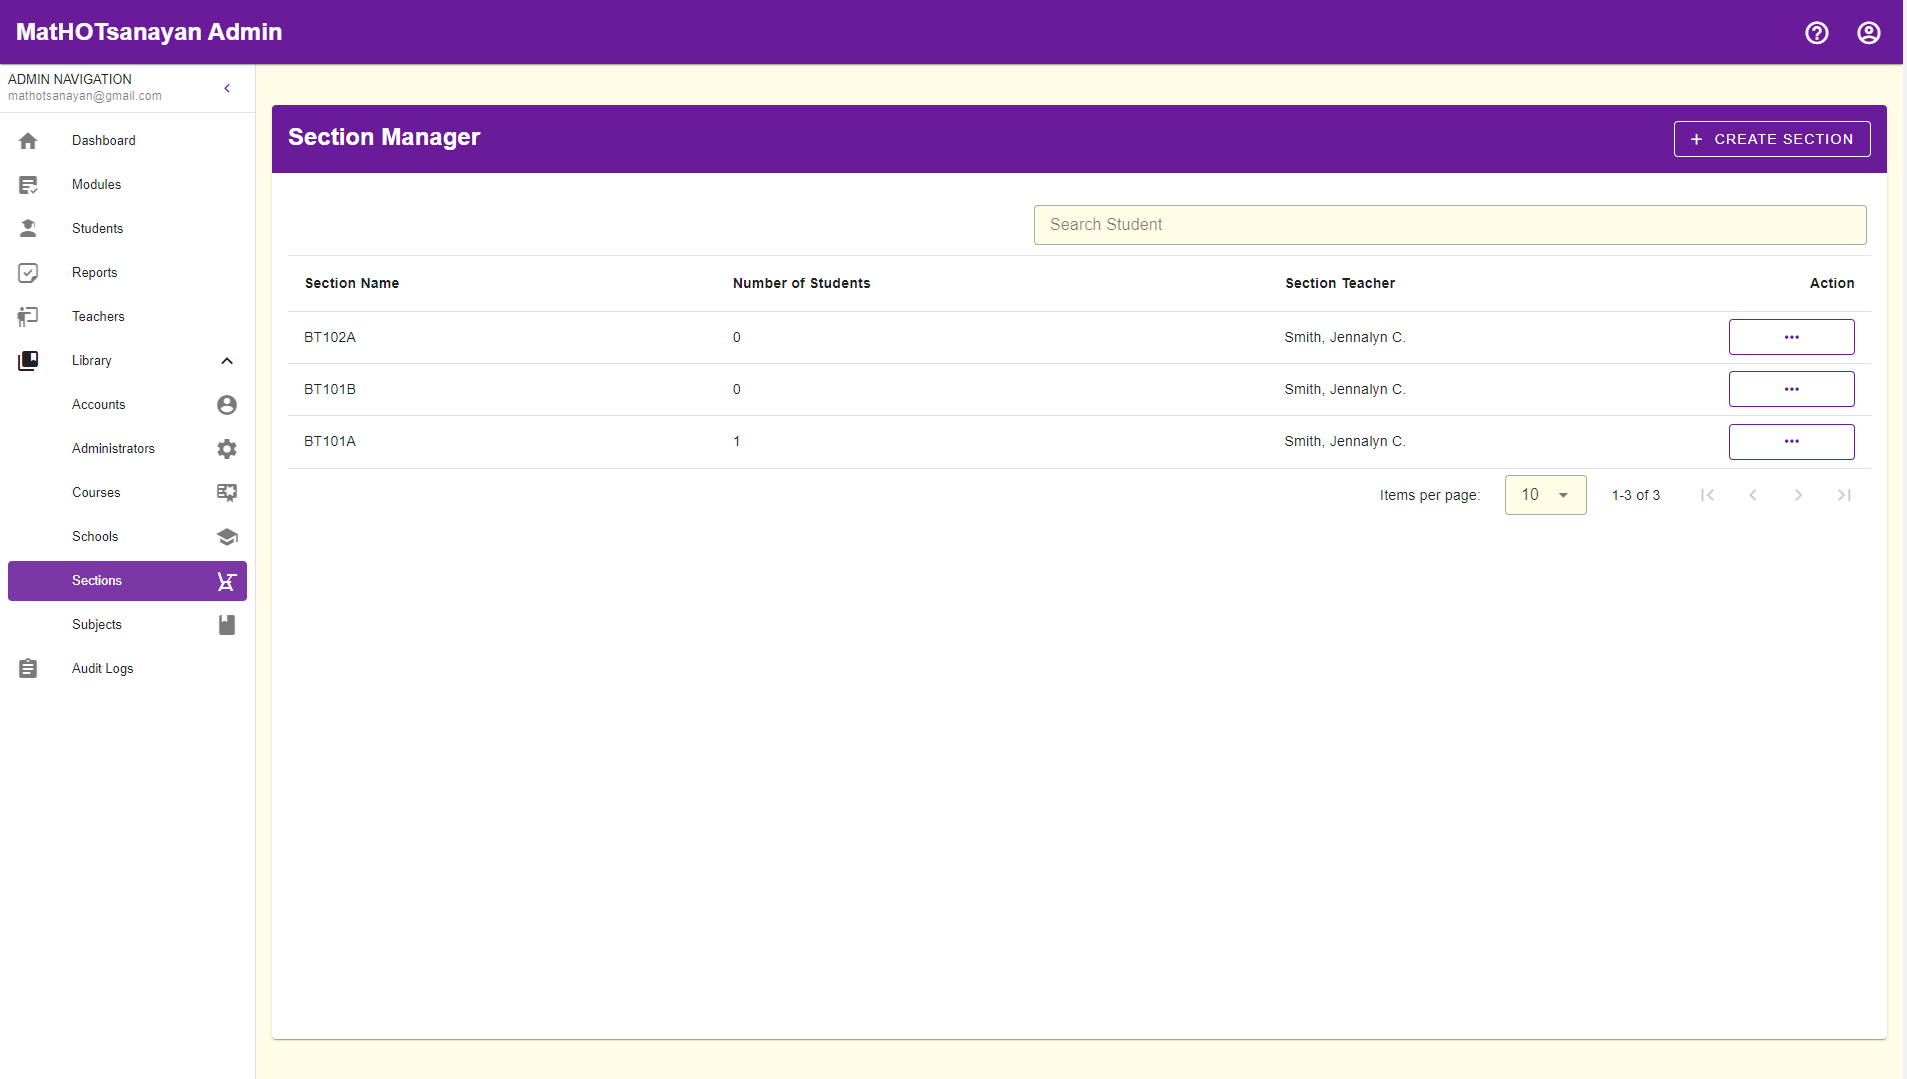 MatHOTsanayan Admin
ADMIN NAVIGATION
mathotsanayan@gmail.com
Dashboard
Modules
Students
Reports
Teachers
Library
Accounts
Administrators
Courses
Schools
Sections
Subjects
Audit Logs
Section Manager
+ CREATE SECTION
Search Student
Section Name Number of Students Section Teacher Action
BT102A 0 Smith, Jennalyn C. ...
BT101B 0 Smith, Jennalyn C. ...
BT101A 1 Smith, Jennalyn C. ...
Items per page: 10 1-3 of 3